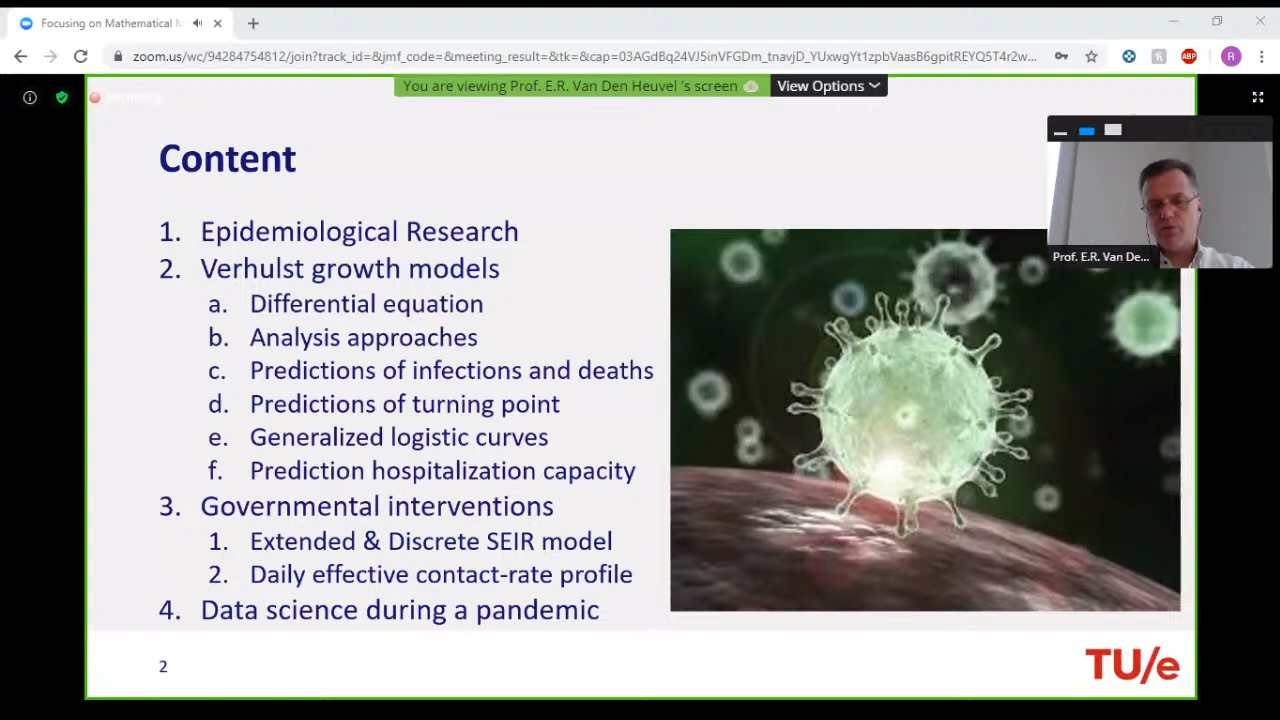 Focusing on Mathematical M
zoom.us/wc/94284754812/join?track_id=&jmf_code=&meeting_result=&tk=&cap=03AGdBq24VJ5inVFGDm_tnavjD_YUxwgYt1zpbVaasB6gpitREYQ5T4r2w...
ABP
R
You are viewing Prof. E.R. Van Den Heuvel 's screen
View Options
Recording
Content
Prof. E.R. Van De...
1. Epidemiological Research
2. Verhulst growth models
a. Differential equation
b. Analysis approaches
c. Predictions of infections and deaths
d. Predictions of turning point
e. Generalized logistic curves
f. Prediction hospitalization capacity
3. Governmental interventions
1. Extended & Discrete SEIR model
2. Daily effective contact-rate profile
4. Data science during a pandemic
2
TU/e